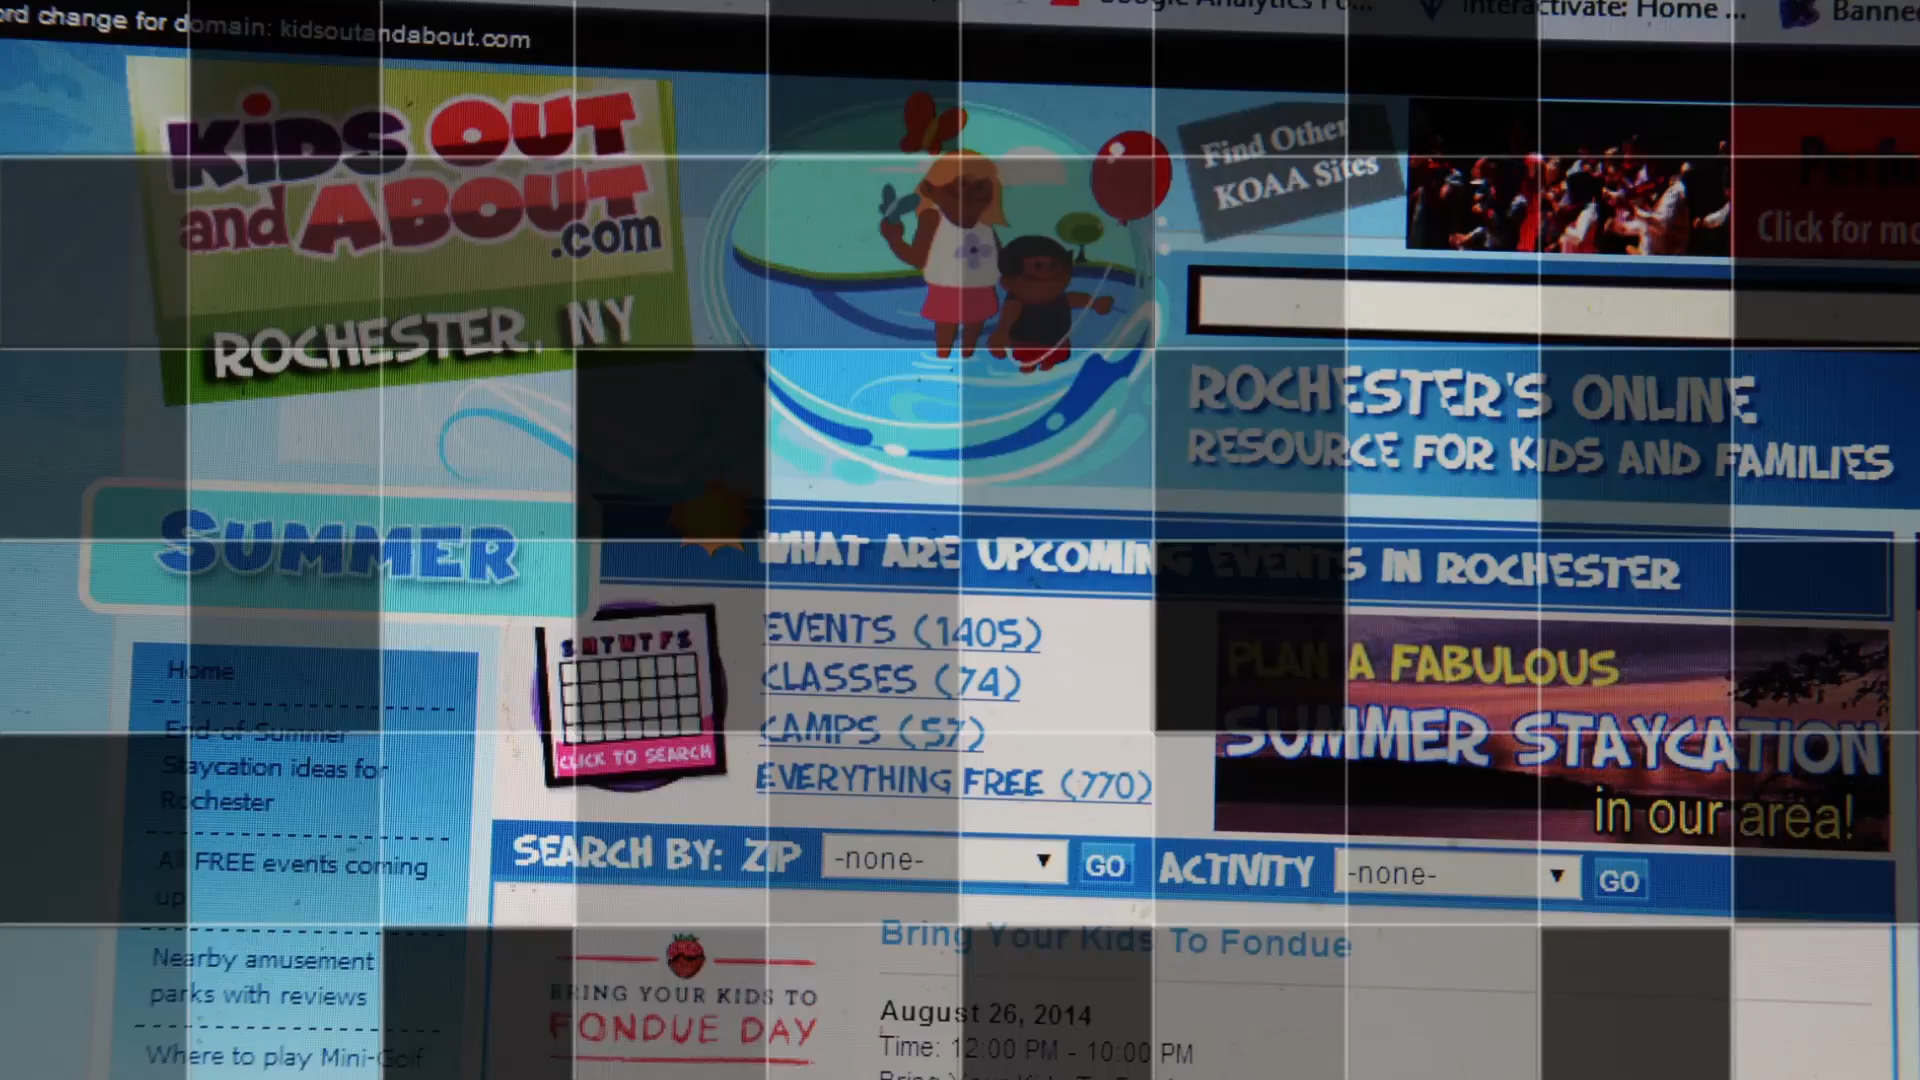 ord change for domain: kidsoutandabout.com
Interactivate: Home ...
KiDS OUT
and ABOUT
.com
ROCHESTER, NY
Find Other
KOAA Sites
Click for mo
ROCHESTER'S ONLINE
RESOURCE FOR KIDS AND FAMILIES
SUMMER
WHAT ARE UPCOMING EVENTS IN ROCHESTER
Home
End-of-Summer
Staycation ideas for
Rochester
All FREE events coming
up
Nearby amusement
parks with reviews
Where to play Mini-Golf
S M T W T F S
CLICK TO SEARCH
EVENTS (1405)
CLASSES (74)
CAMPS (57)
EVERYTHING FREE (770)
PLAN A FABULOUS
SUMMER STAYCATION
in our area!
SEARCH BY: ZIP -none- GO ACTIVITY -none- GO
BRING YOUR KIDS TO
FONDUE DAY
Bring Your Kids To Fondue
August 26, 2014
Time: 12:00 PM - 10:00 PM